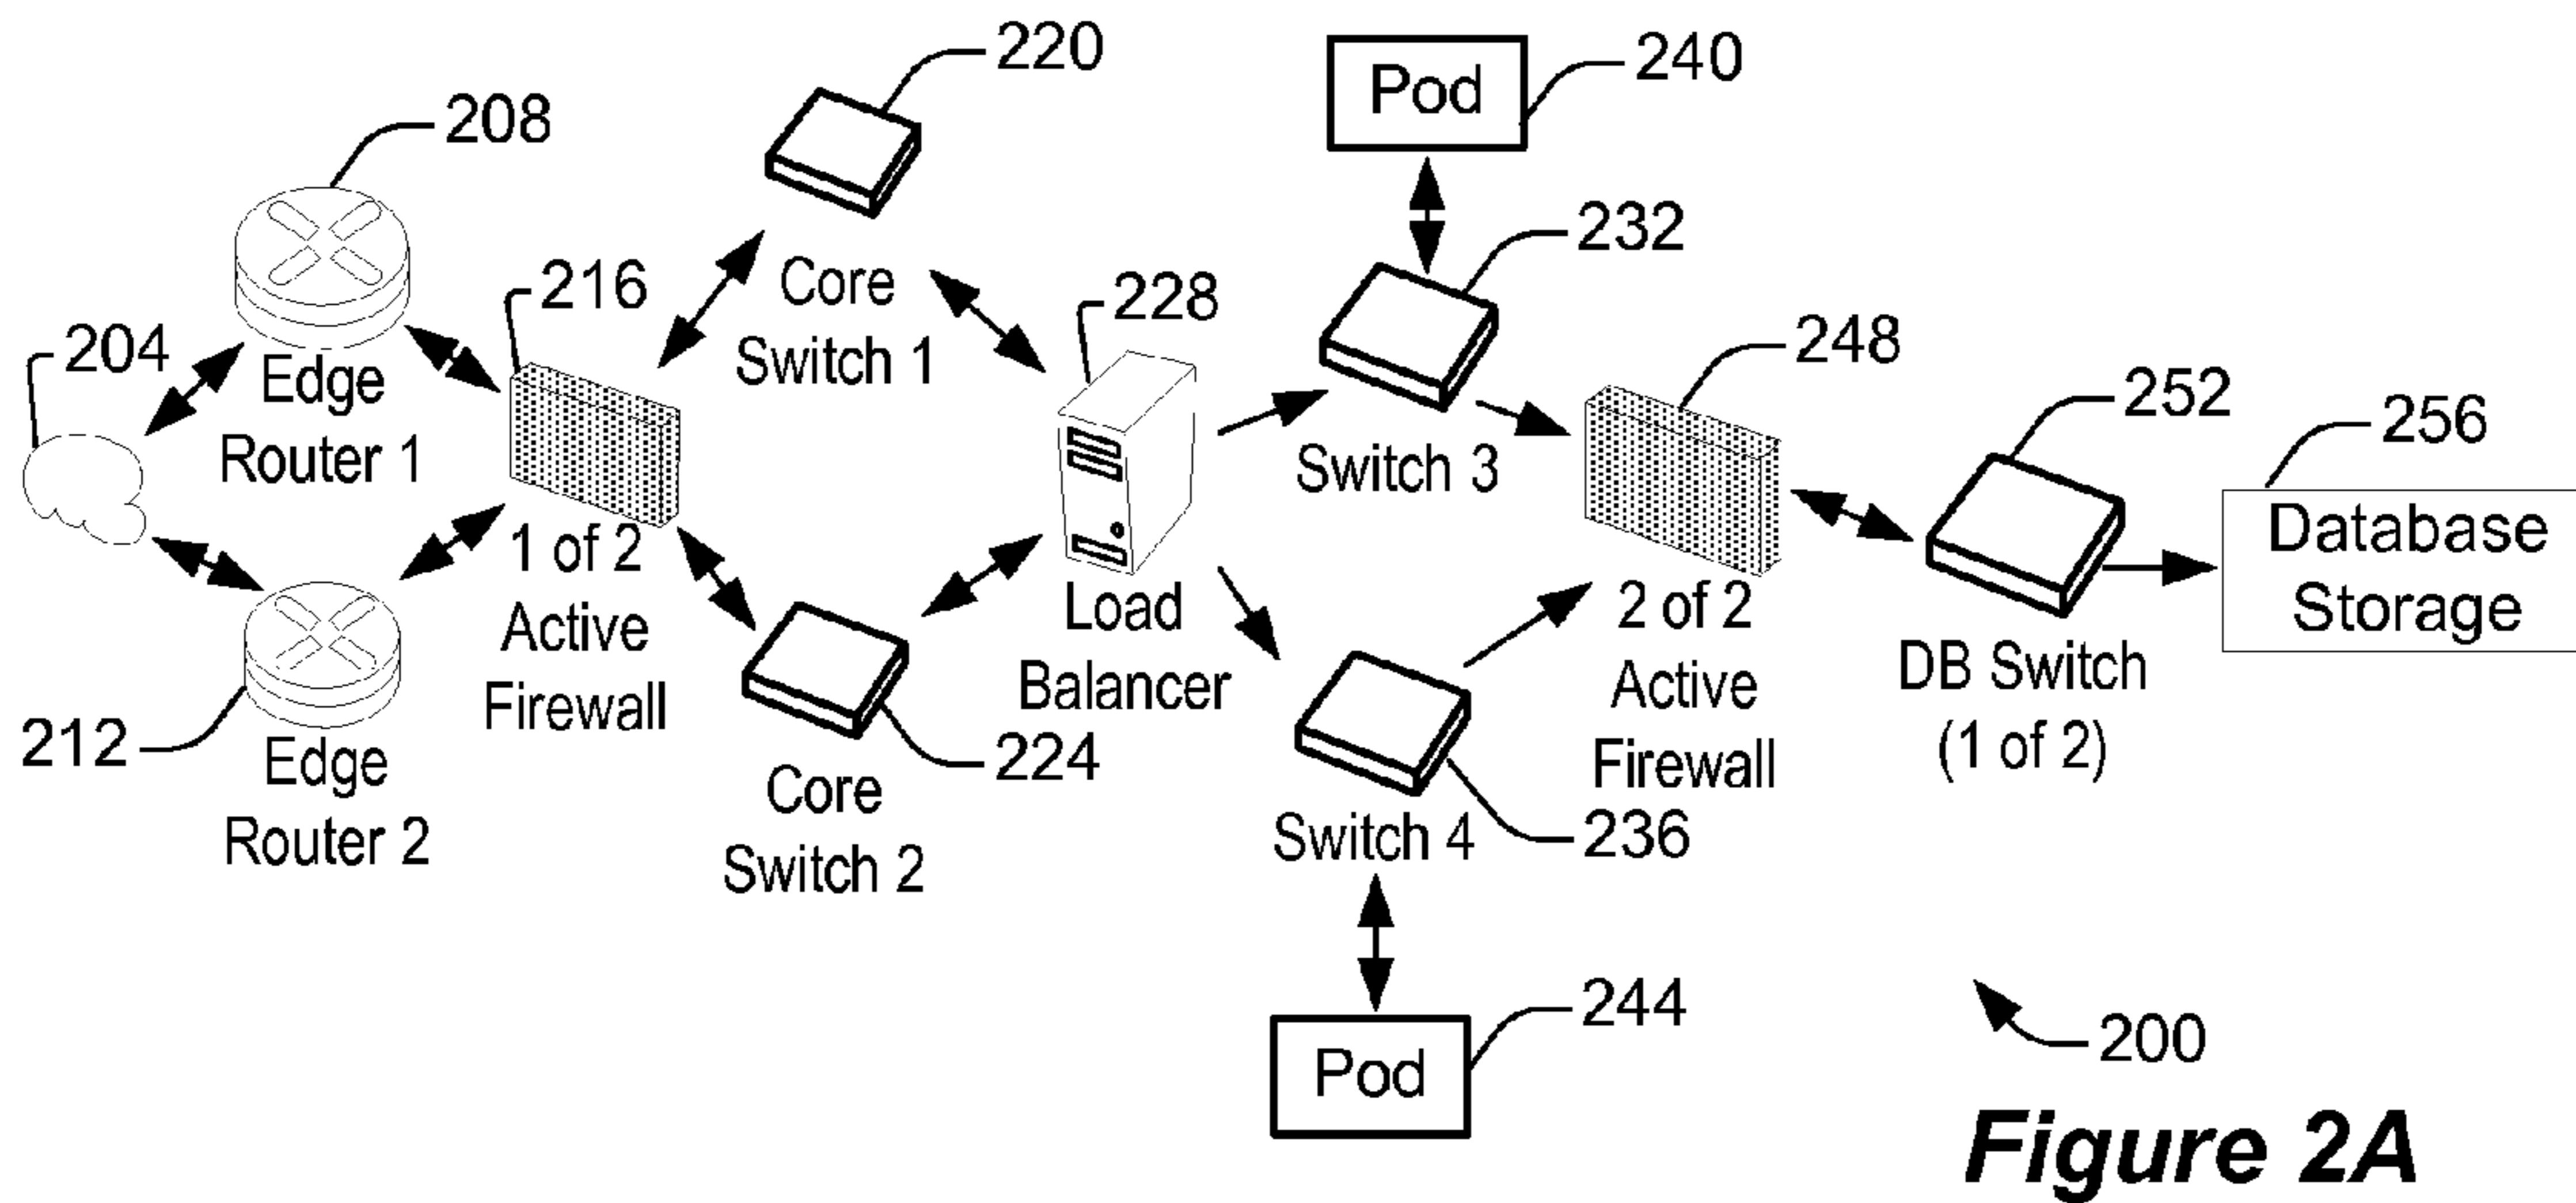 220
Pod
240
208
232
Core
Switch 1
216
228
248
204
Edge
Router 1
252
256
Switch 3
Database
Storage
1 of 2
Active
Firewall
Load
Balancer
2 of 2
Active
Firewall
DB Switch
(1 of 2)
212
Edge
Router 2
224
Core
Switch 2
Switch 4
236
244
Pod
200
Figure 2A